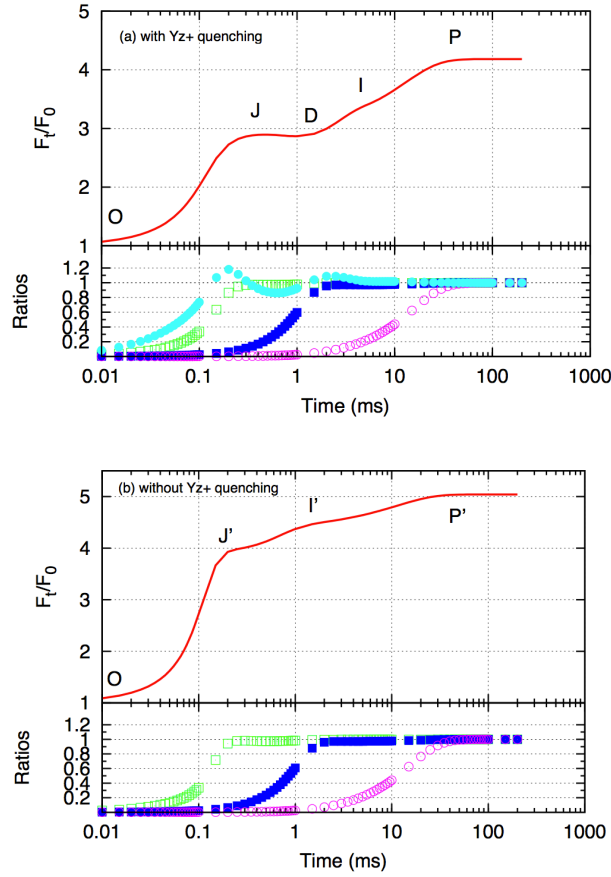 5
(a) with Yz+ quenching
P
4
I
J
D
3
Ft/F0
2
O
1
1.2
1.0
0.8
0.6
0.4
0.2
Ratios
0.01 0.1 1 10 100 1000
Time (ms)
(b) without Yz+ quenching
5
I’
P’
J’
4
Ft/F0
3
2
O
1
1.2
1.0
0.8
0.6
0.4
0.2
Ratios
0.01 0.1 1 10 100 1000
Time (ms)